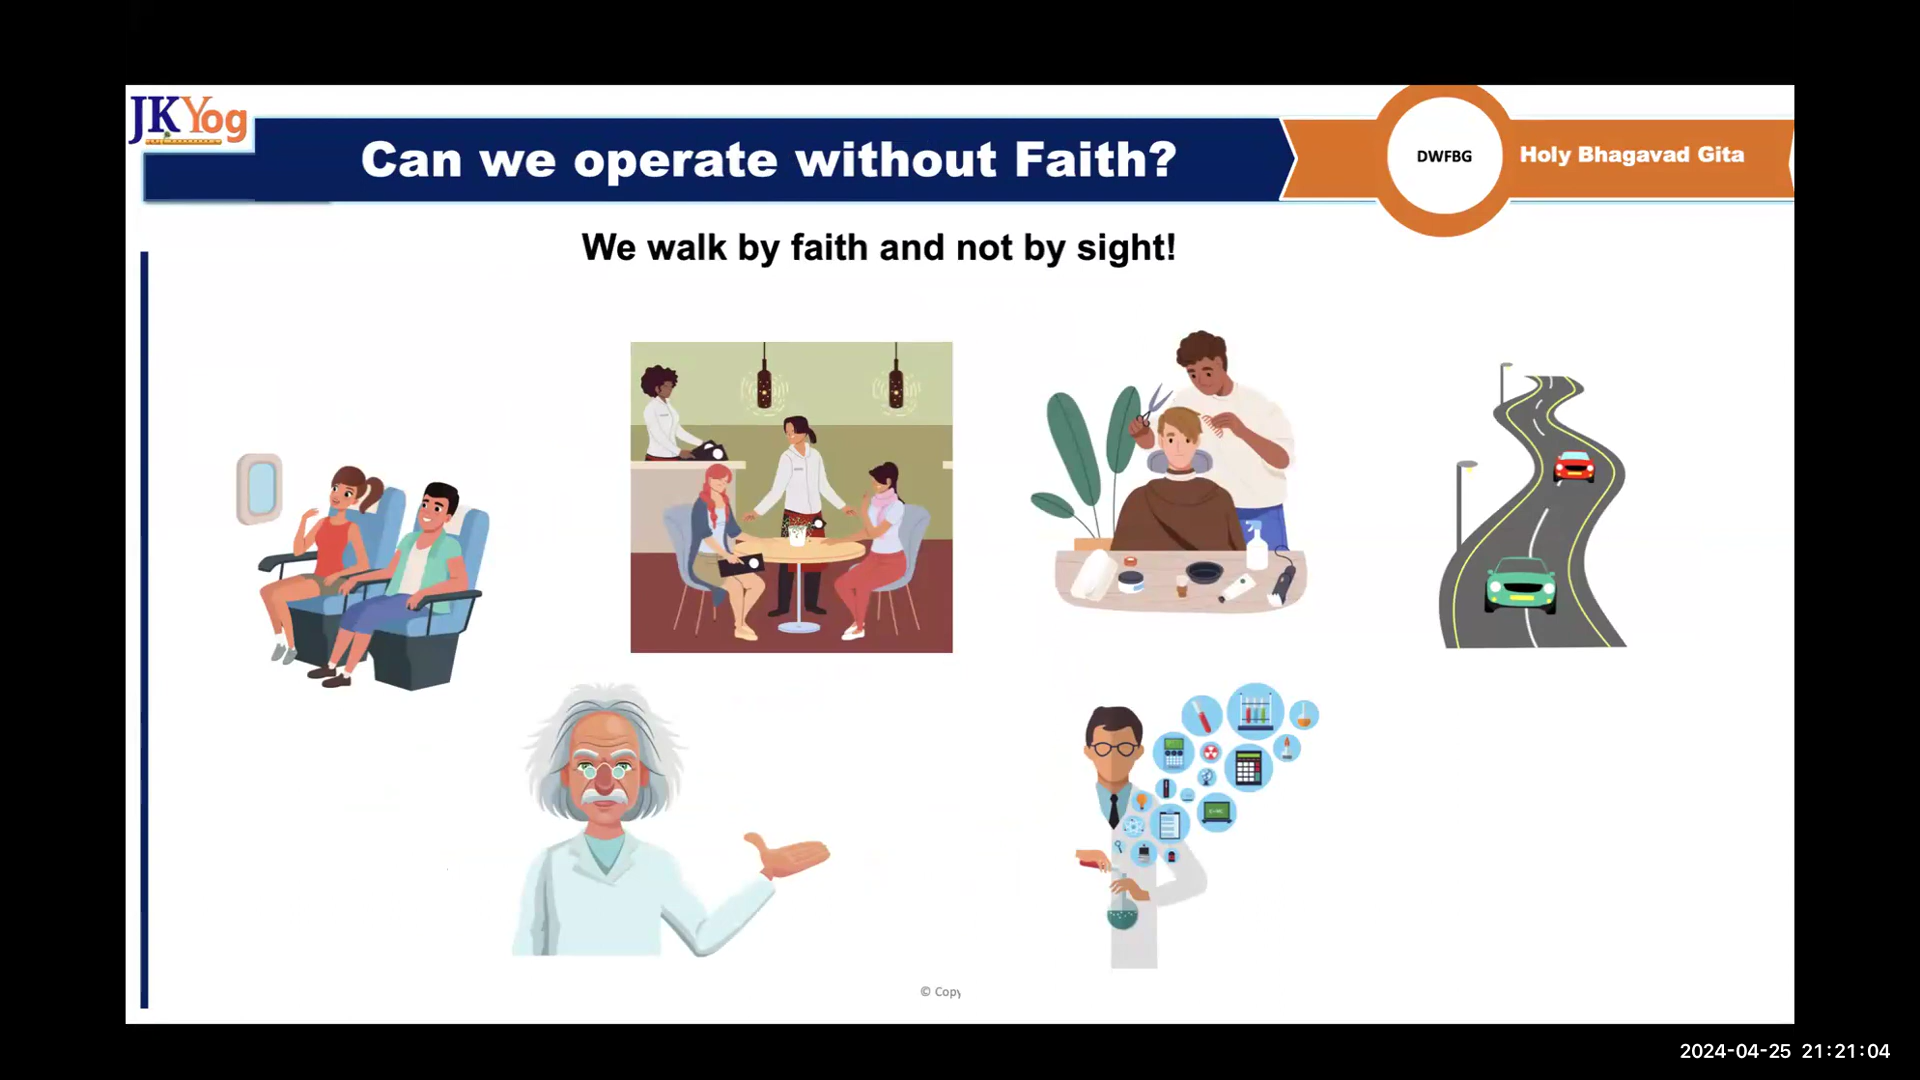 JKYog
Can we operate without Faith?
DWFBG
Holy Bhagavad Gita
We walk by faith and not by sight!
© Copy
2024-04-25 21:21:04